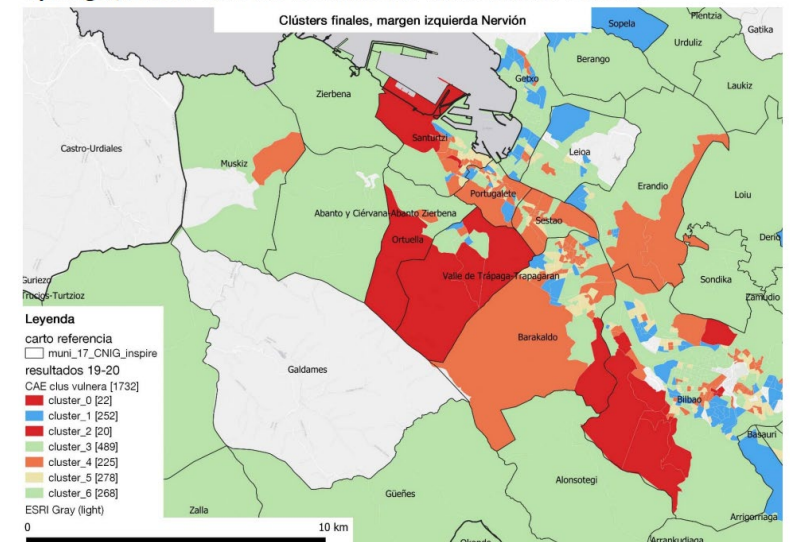 Clústers finales, margen izquierda Nervión
Sopela
Plentzia
Gatika
Urduliz
Berango
Getxo
Laukiz
Zierbena
Castro-Urdiales
Santurtzi
Leioa
Muskiz
Portugalete
Erandio
Loiu
Abanto y Ciérvana-Abanto Zierbena
Sestao
Ortuella
Derio
Valle de Trápaga-Trapagaran
Sondika
Zamudio
Guriezo
Trucios-Turtzioz
Barakaldo
Galdames
Bilbao
Basauri
Alonsotegi
Güeñes
Zalla
Arrigorriaga
Arrankudiaga
Okondo
Leyenda
carto referencia
muni_17_CNIG_inspire
resultados 19-20
CAE clus vulnera [1732]
cluster_0 [22]
cluster_1 [252]
cluster_2 [20]
cluster_3 [489]
cluster_4 [225]
cluster_5 [278]
cluster_6 [268]
ESRI Gray (light)
0 10 km